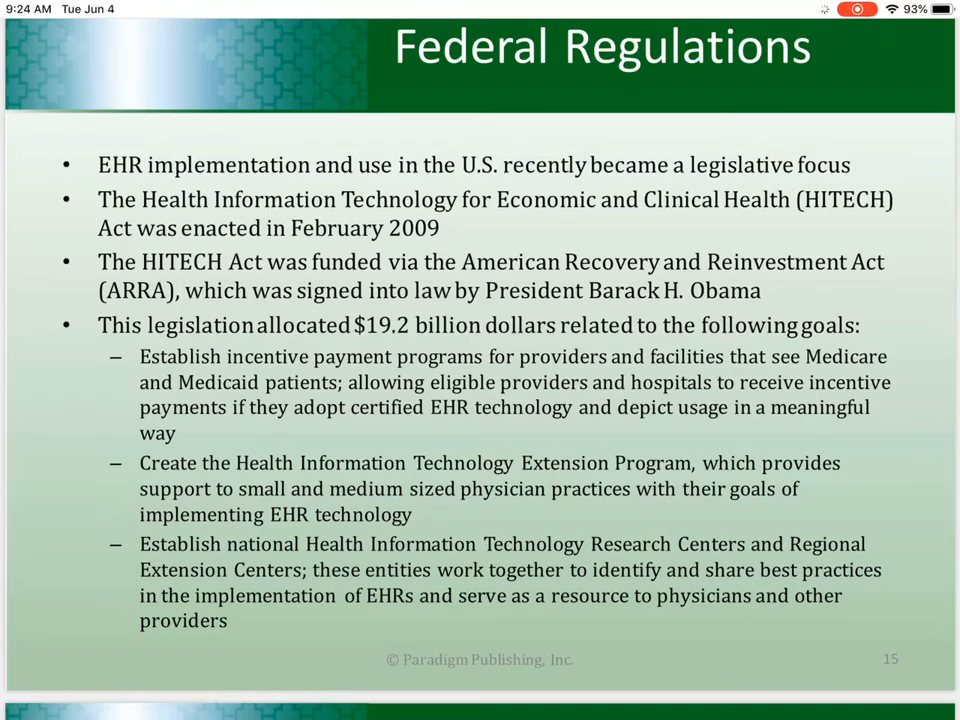 9:24 AM Tue Jun 4
93%
Federal Regulations
• EHR implementation and use in the U.S. recently became a legislative focus
• The Health Information Technology for Economic and Clinical Health (HITECH)
Act was enacted in February 2009
• The HITECH Act was funded via the American Recovery and Reinvestment Act
(ARRA), which was signed into law by President Barack H. Obama
• This legislation allocated $19.2 billion dollars related to the following goals:
– Establish incentive payment programs for providers and facilities that see Medicare
and Medicaid patients; allowing eligible providers and hospitals to receive incentive
payments if they adopt certified EHR technology and depict usage in a meaningful
way
– Create the Health Information Technology Extension Program, which provides
support to small and medium sized physician practices with their goals of
implementing EHR technology
– Establish national Health Information Technology Research Centers and Regional
Extension Centers; these entities work together to identify and share best practices
in the implementation of EHRs and serve as a resource to physicians and other
providers
© Paradigm Publishing, Inc.
15